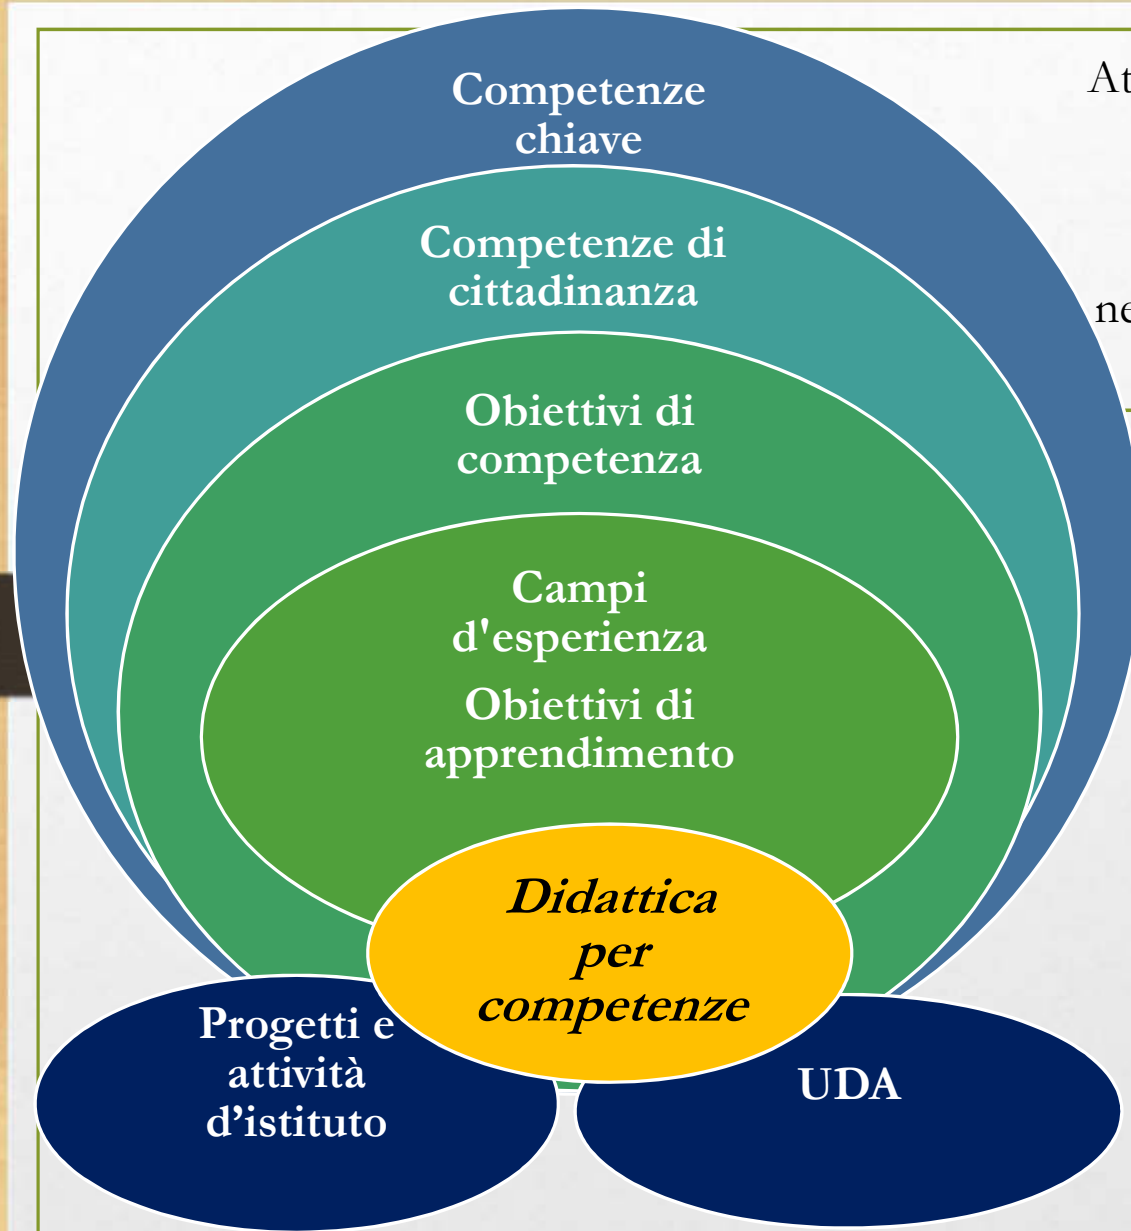 Competenze
chiave
Competenze di
cittadinanza
Obiettivi di
competenza
Campi
d'esperienza
Obiettivi di
apprendimento
Didattica
per
competenze
Progetti e
attività
d’istituto
UDA